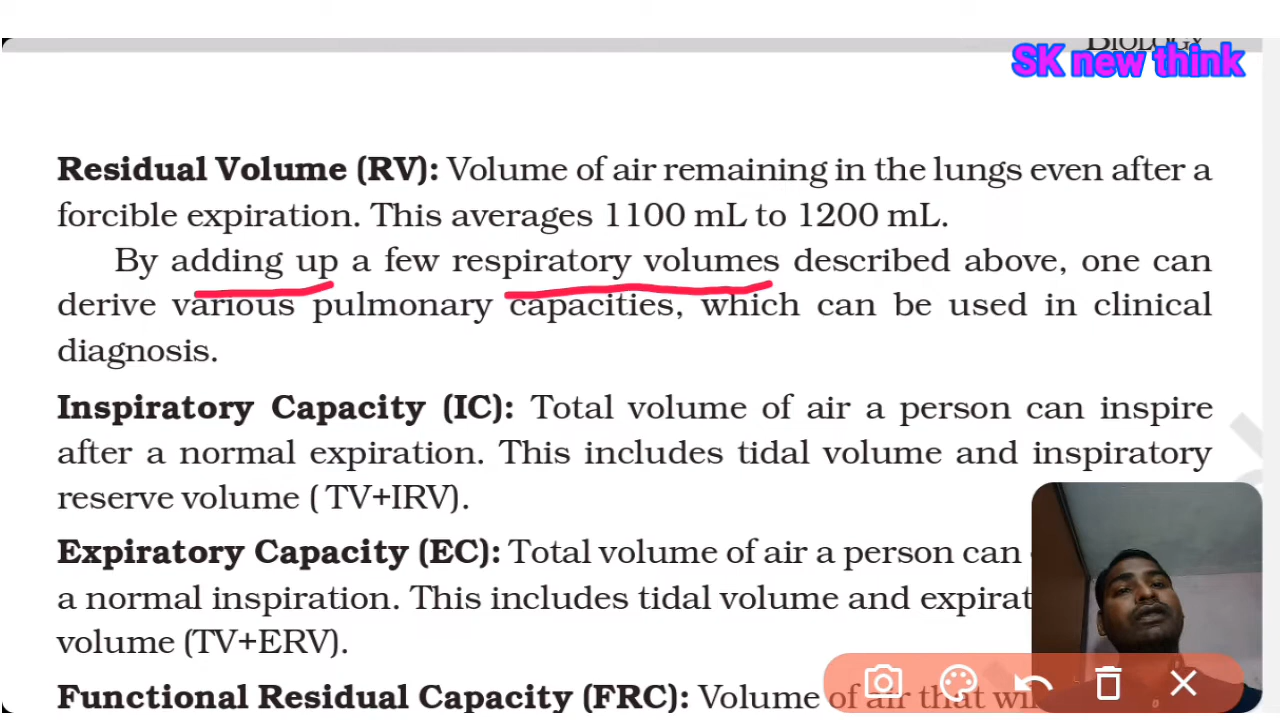 BIOLOGY
SK new think
Residual Volume (RV): Volume of air remaining in the lungs even after a
forcible expiration. This averages 1100 mL to 1200 mL.
By adding up a few respiratory volumes described above, one can
derive various pulmonary capacities, which can be used in clinical
diagnosis.
Inspiratory Capacity (IC): Total volume of air a person can inspire
after a normal expiration. This includes tidal volume and inspiratory
reserve volume ( TV+IRV).
Expiratory Capacity (EC): Total volume of air a person can
a normal inspiration. This includes tidal volume and
volume (TV+ERV).
Functional Residual Capacity (FRC): Volume of air that